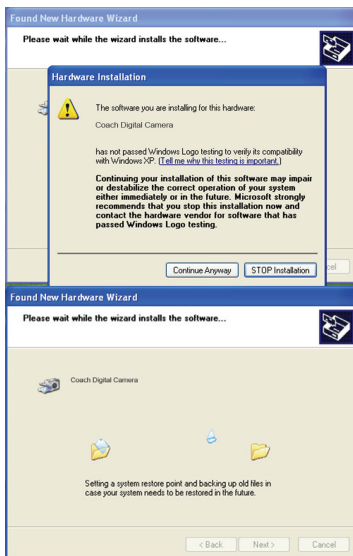 Found New Hardware Wizard
Please wait while the wizard installs the software...
Hardware Installation
The software you are installing for this hardware:
Coach Digital Camera
has not passed Windows Logo testing to verify its compatibility
with Windows XP. (Tell me why this testing is important.)
Continuing your installation of this software may impair
or destabilize the correct operation of your system
either immediately or in the future. Microsoft strongly
recommends that you stop this installation now and
contact the hardware vendor for software that has
passed Windows Logo testing.
Continue Anyway STOP Installation
Found New Hardware Wizard
Please wait while the wizard installs the software...
Coach Digital Camera
Setting a system restore point and backing up old files in
case your system needs to be restored in the future.
< Back Next > Cancel